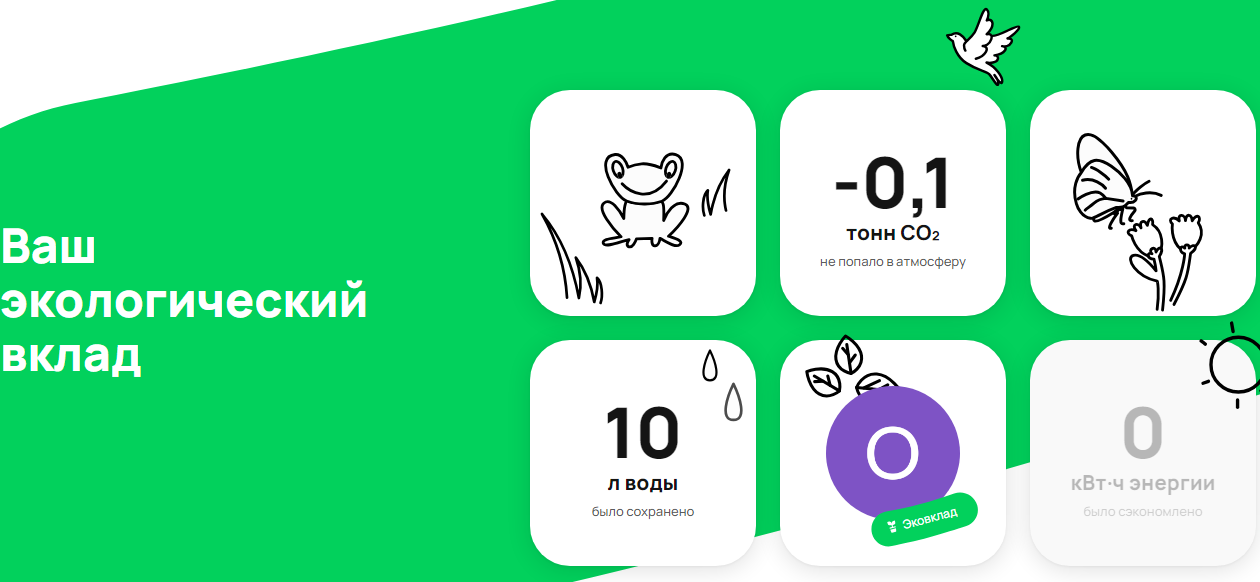 Ваш
экологический
вклад
-0,1
тонн CO₂
не попало в атмосферу
10
л воды
было сохранено
О
Эковклад
0
кВт·ч энергии
было сэкономлено